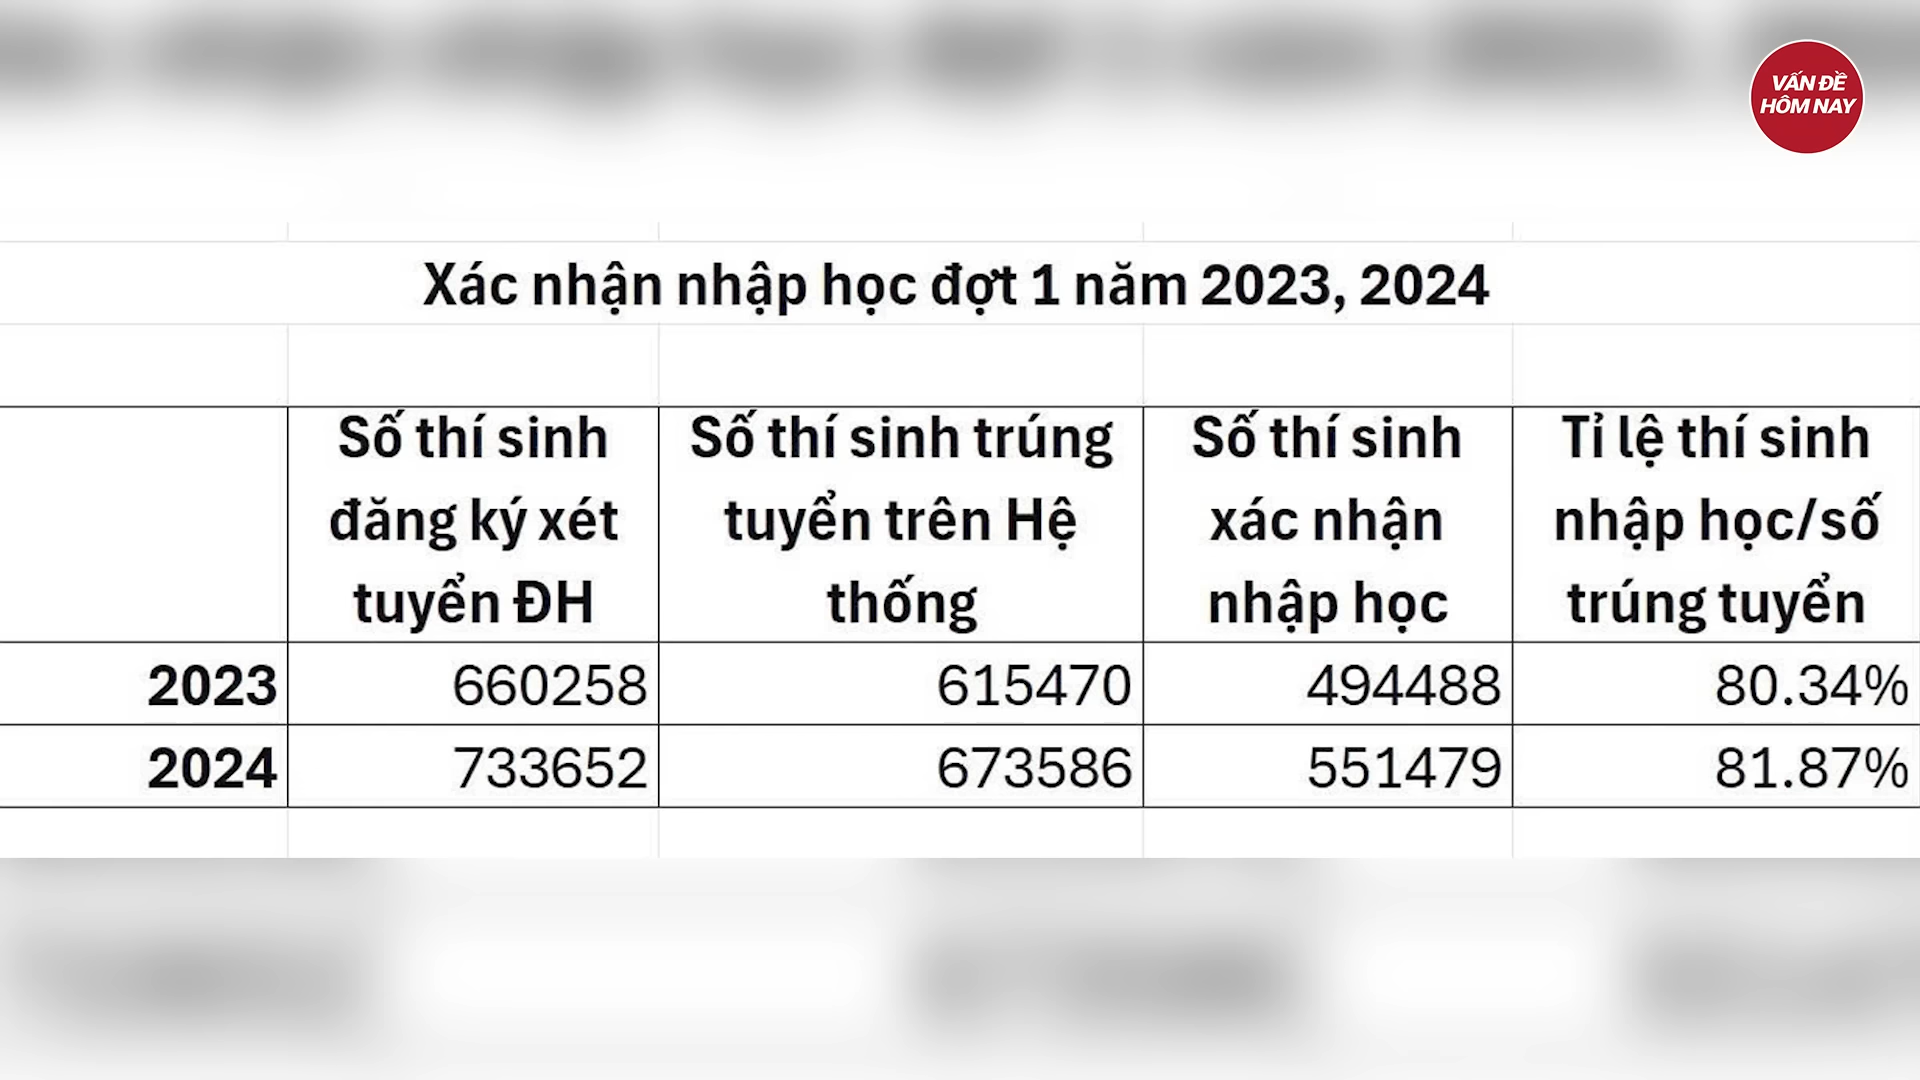 VẤN ĐỀ
HÔM NAY
Xác nhận nhập học đợt 1 năm 2023, 2024
Số thí sinh
đăng ký xét
tuyển ĐH
Số thí sinh trúng
tuyển trên Hệ
thống
Số thí sinh
xác nhận
nhập học
Tỉ lệ thí sinh
nhập học/số
trúng tuyển
2023 660258 615470 494488 80.34%
2024 733652 673586 551479 81.87%